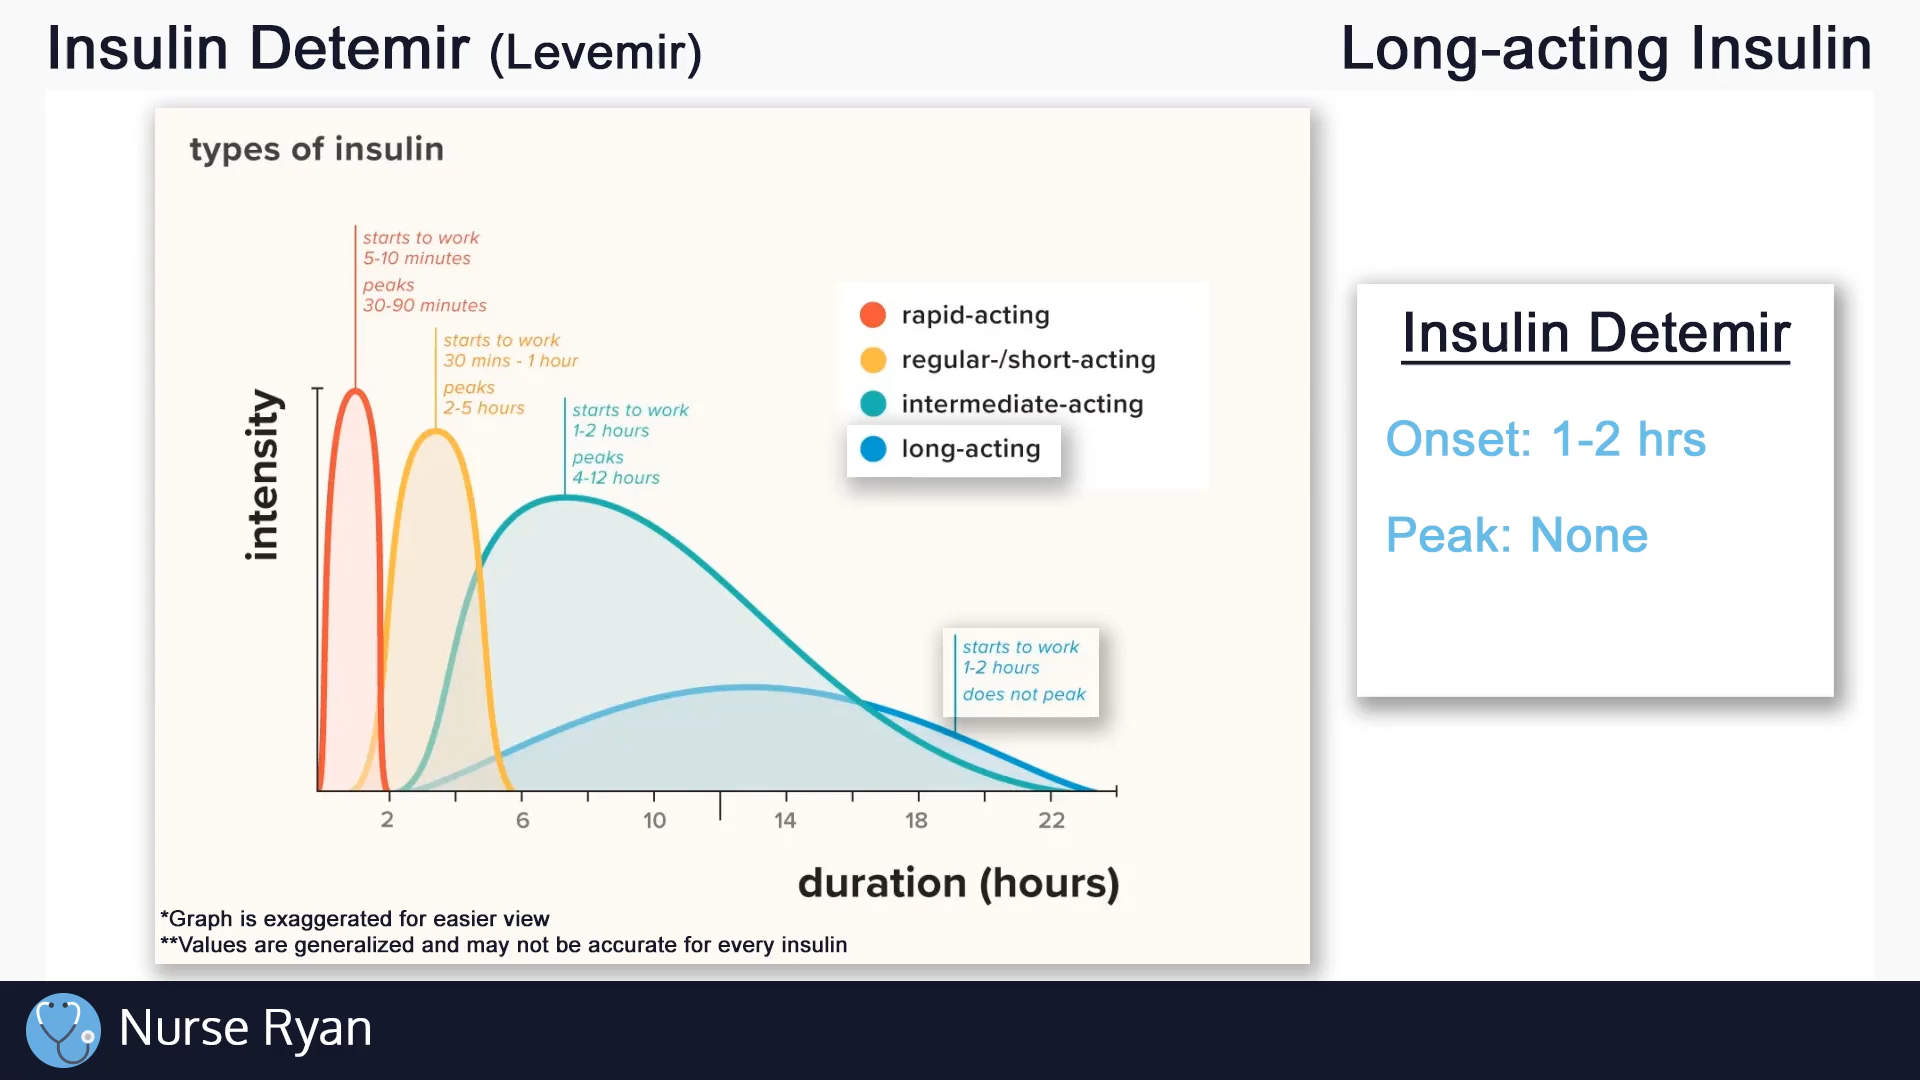 Insulin Detemir (Levemir)
Long-acting Insulin
types of insulin
starts to work
5-10 minutes
peaks
30-90 minutes
starts to work
30 mins - 1 hour
peaks
2-5 hours
starts to work
1-2 hours
peaks
4-12 hours
rapid-acting
regular-/short-acting
intermediate-acting
long-acting
intensity
starts to work
1-2 hours
does not peak
2 6 10 14 18 22
duration (hours)
*Graph is exaggerated for easier view
**Values are generalized and may not be accurate for every insulin
Insulin Detemir
Onset: 1-2 hrs
Peak: None
Nurse Ryan